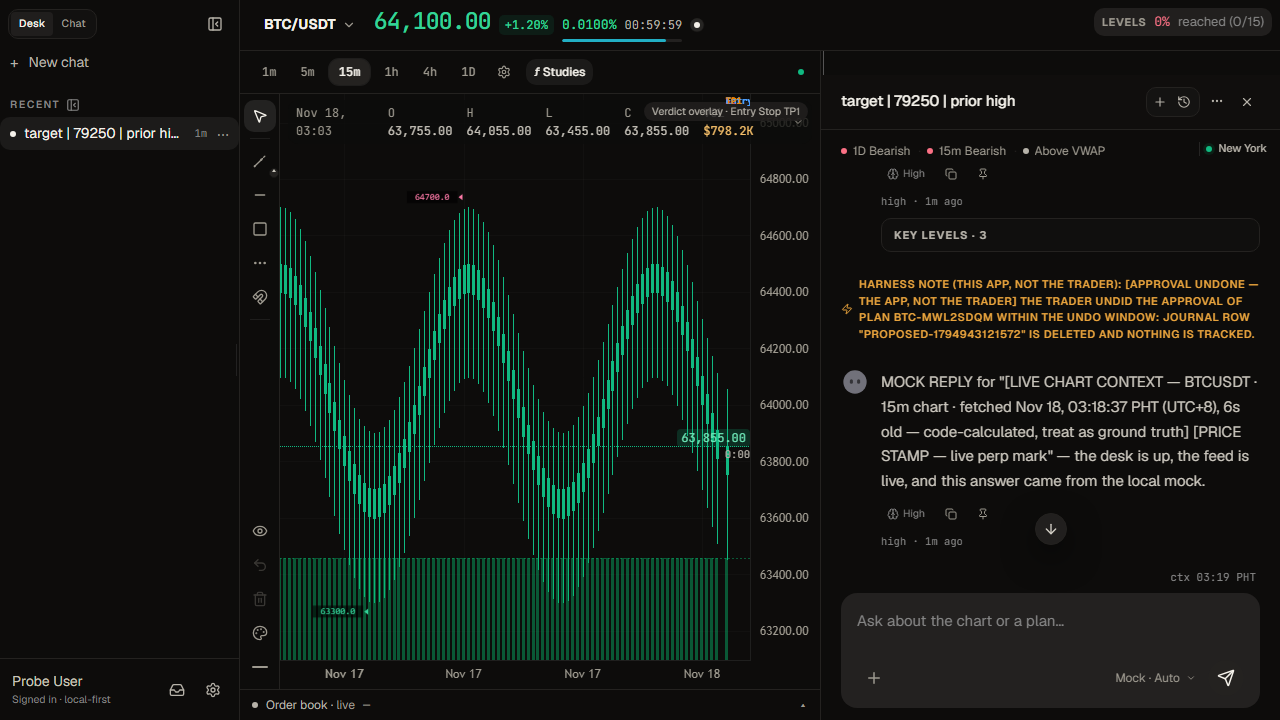 Desk Chat
+ New chat
RECENT
target | 79250 | prior hi... 1m ...
Probe User
Signed in · local-first
BTC/USDT 64,100.00 +1.20% 0.0100% 00:59:59
LEVELS 0% reached (0/15)
1m 5m 15m 1h 4h 1D f Studies
Nov 18, 03:03
O 63,755.00
H 64,055.00
L 63,455.00
C 63,855.00
$798.2K
Verdict overlay · Entry Stop TP1
64800.00
64700.0
64600.00
64400.00
64200.00
64000.00
63,855.00
0:00
63800.00
63600.00
63400.00
63300.0
63200.00
Nov 17 Nov 17 Nov 17 Nov 18
Order book · live —
target | 79250 | prior high
1D Bearish · 15m Bearish · Above VWAP
New York
High
high · 1m ago
KEY LEVELS · 3
HARNESS NOTE (THIS APP, NOT THE TRADER): [APPROVAL UNDONE —
THE APP, NOT THE TRADER] THE TRADER UNDID THE APPROVAL OF
PLAN BTC-MWL2SDQM WITHIN THE UNDO WINDOW: JOURNAL ROW
"PROPOSED-1794943121572" IS DELETED AND NOTHING IS TRACKED.
MOCK REPLY for "[LIVE CHART CONTEXT — BTCUSDT ·
15m chart · fetched Nov 18, 03:18:37 PHT (UTC+8), 6s
old — code-calculated, treat as ground truth] [PRICE
STAMP — live perp mark" — the desk is up, the feed is
live, and this answer came from the local mock.
High
high · 1m ago
ctx 03:19 PHT
Ask about the chart or a plan...
Mock · Auto